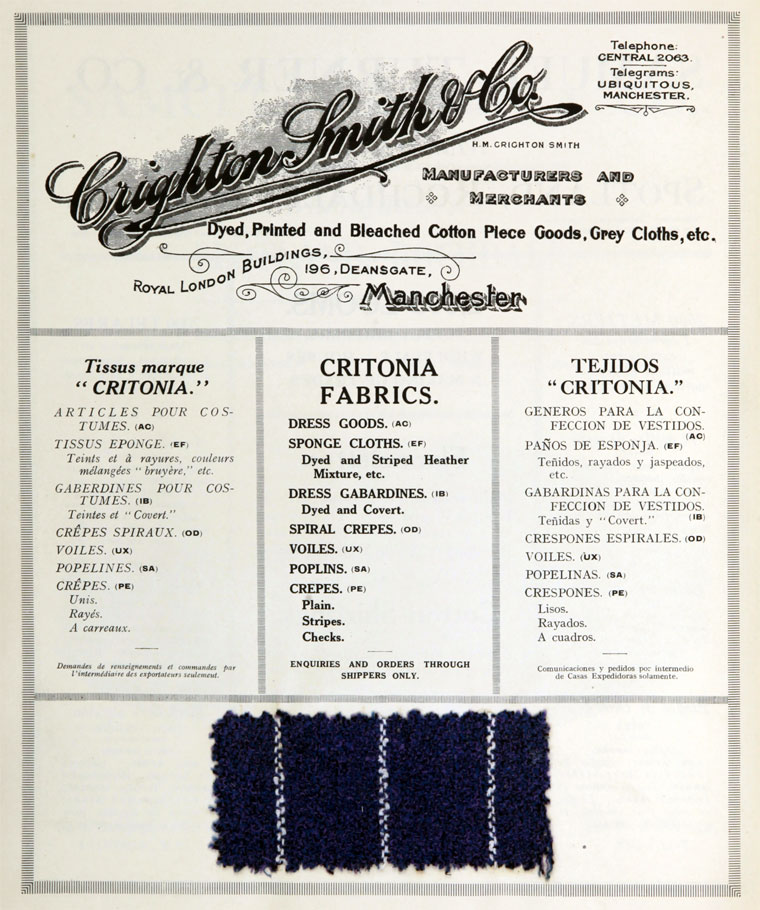 Telephone:
CENTRAL 2063.
Telegrams:
UBIQUITOUS,
MANCHESTER.
Crighton Smith & Co.
H.M. CRIGHTON SMITH
MANUFACTURERS AND
MERCHANTS
Dyed, Printed and Bleached Cotton Piece Goods, Grey Cloths, etc.
ROYAL LONDON BUILDINGS,
196, DEANSGATE,
Manchester
Tissus marque
“ CRITONIA.”
ARTICLES POUR COS-
TUMES. (AC)
TISSUS EPONGE. (EF)
Teints et à rayures, couleurs
mélangées “ bruyère,” etc.
GABERDINES POUR COS-
TUMES. (IB)
Teintes et “ Covert.”
CRÊPES SPIRAUX. (OD)
VOILES. (UX)
POPELINES. (SA)
CRÊPES. (PE)
Unis.
Rayés.
A carreaux.
Demandes de renseignements et commandes par
l'intermédiaire des exportateurs seulement.
CRITONIA
FABRICS.
DRESS GOODS. (AC)
SPONGE CLOTHS. (EF)
Dyed and Striped Heather
Mixture, etc.
DRESS GABARDINES. (IB)
Dyed and Covert.
SPIRAL CREPES. (OD)
VOILES. (UX)
POPLINS. (SA)
CREPES. (PE)
Plain.
Stripes.
Checks.
ENQUIRIES AND ORDERS THROUGH
SHIPPERS ONLY.
TEJIDOS
“ CRITONIA.”
GENEROS PARA LA CON-
FECCION DE VESTIDOS.
(AC)
PAÑOS DE ESPONJA. (EF)
Teñidos, rayados y jaspeados,
etc.
GABARDINAS PARA LA CON-
FECCION DE VESTIDOS.
Teñidas y “ Covert.” (IB)
CRESPONES ESPIRALES. (OD)
VOILES. (UX)
POPELINAS. (SA)
CRESPONES. (PE)
Lisos.
Rayados.
A cuadros.
Comunicaciones y pedidos por intermedio
de Casas Expedidoras solamente.